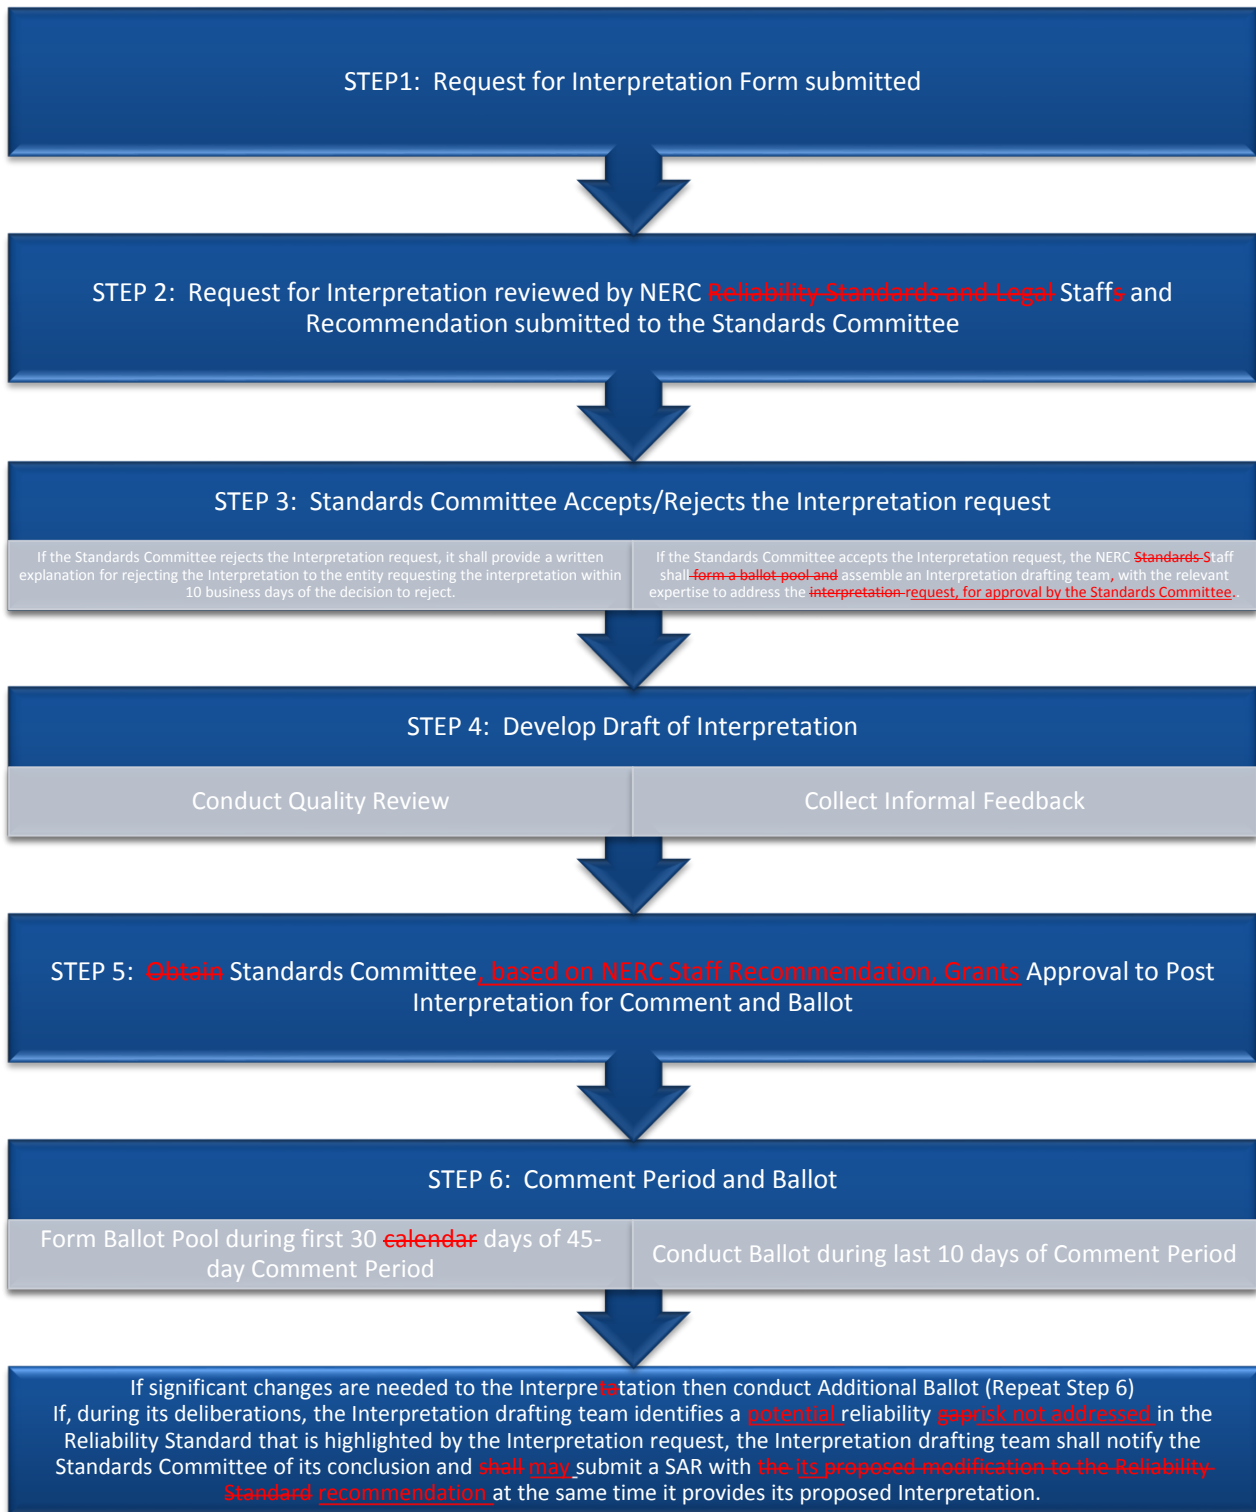 STEP1: Request for Interpretation Form submitted
STEP 2: Request for Interpretation reviewed by NERC Reliability Standards and Legal Staffs and
Recommendation submitted to the Standards Committee
STEP 3: Standards Committee Accepts/Rejects the Interpretation request
If the Standards Committee rejects the Interpretation request, it shall provide a written
explanation for rejecting the Interpretation to the entity requesting the interpretation within
10 business days of the decision to reject.
If the Standards Committee accepts the Interpretation request, the NERC Standards Staff
shall form a ballot pool and assemble an Interpretation drafting team, with the relevant
expertise to address the interpretation request, for approval by the Standards Committee..
STEP 4: Develop Draft of Interpretation
Conduct Quality Review
Collect Informal Feedback
STEP 5: Obtain Standards Committee, based on NERC Staff Recommendation, Grants Approval to Post
Interpretation for Comment and Ballot
STEP 6: Comment Period and Ballot
Form Ballot Pool during first 30 calendar days of 45-
day Comment Period
Conduct Ballot during last 10 days of Comment Period
If significant changes are needed to the Interpretatation then conduct Additional Ballot (Repeat Step 6)
If, during its deliberations, the Interpretation drafting team identifies a potential reliability gaprisk not addressed in the
Reliability Standard that is highlighted by the Interpretation request, the Interpretation drafting team shall notify the
Standards Committee of its conclusion and shall may submit a SAR with the its proposed modification to the Reliability
Standard recommendation at the same time it provides its proposed Interpretation.